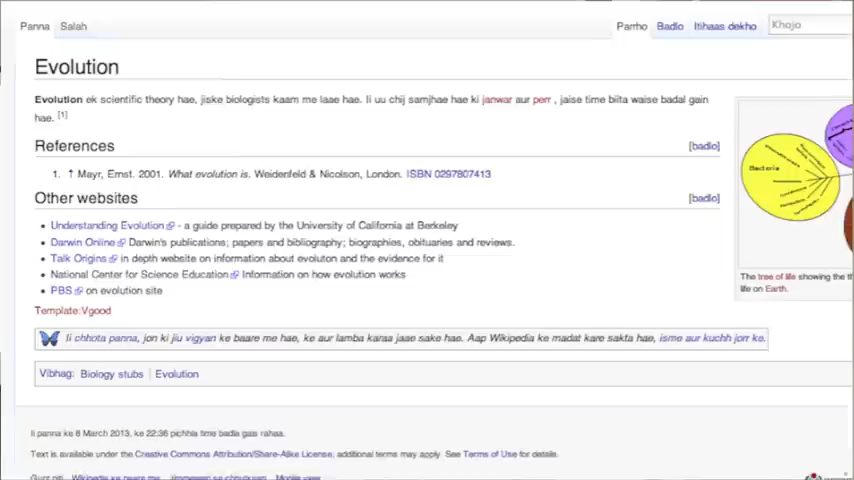 Panna Salah Parcho Badlo Itihaas dekho Khojo
Evolution
Evolution ek scientific theory hae, jiske biologists kaam me laae hae. Ii uu chij samjhae hae ki janwar aur perr , jaise time biita waise badal gain
hae. [1]
References [badlo]
1. ↑ Mayr, Ernst. 2001. What evolution is. Weidenfeld & Nicolson, London. ISBN 0297807413
Other websites [badlo]
• Understanding Evolution - a guide prepared by the University of California at Berkeley
• Darwin Online Darwin's publications; papers and bibliography; biographies, obituaries and reviews.
• Talk Origins in depth website on information about evoluton and the evidence for it
• National Center for Science Education Information on how evolution works
• PBS on evolution site
Template:Vgood
Ii chhota panna, jon ki jiu vigyan ke baare me hae, ke aur lamba karaa jaae sake hae. Aap Wikipedia ke madat kare sakta hae, isme aur kuchh jorr ke.
Vibhag: Biology stubs | Evolution
Bacteria
The tree of life showing the
life on Earth.
Ii panna ke 8 March 2013, ke 22:36 pichhla time badla gais rahaa.
Text is available under the Creative Commons Attribution/Share-Alike License, additional terms may apply. See Terms of Use for details.
Wikipedia ke baare me Mobile view